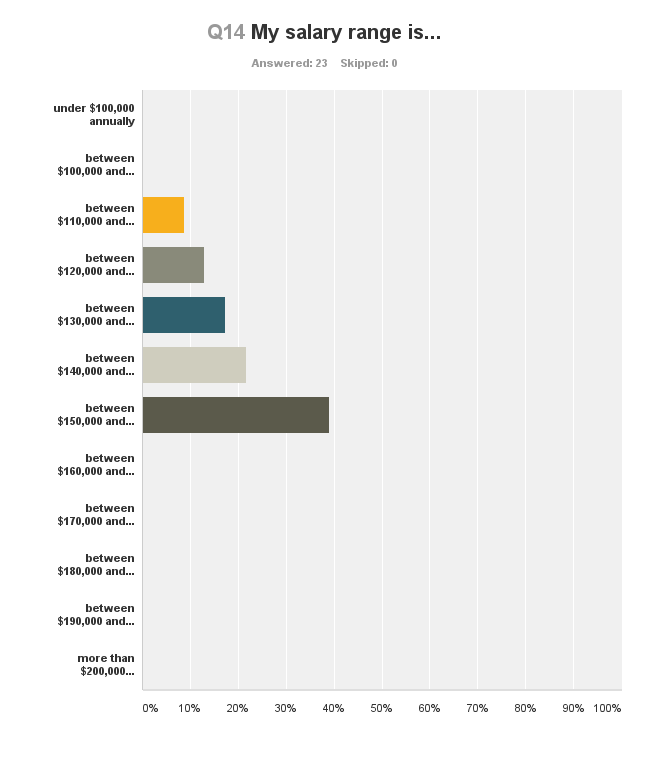 Q14 My salary range is...
Answered: 23 Skipped: 0
under $100,000
annually
between
$100,000 and...
between
$110,000 and...
between
$120,000 and...
between
$130,000 and...
between
$140,000 and...
between
$150,000 and...
between
$160,000 and...
between
$170,000 and...
between
$180,000 and...
between
$190,000 and...
more than
$200,000...
0% 10% 20% 30% 40% 50% 60% 70% 80% 90% 100%